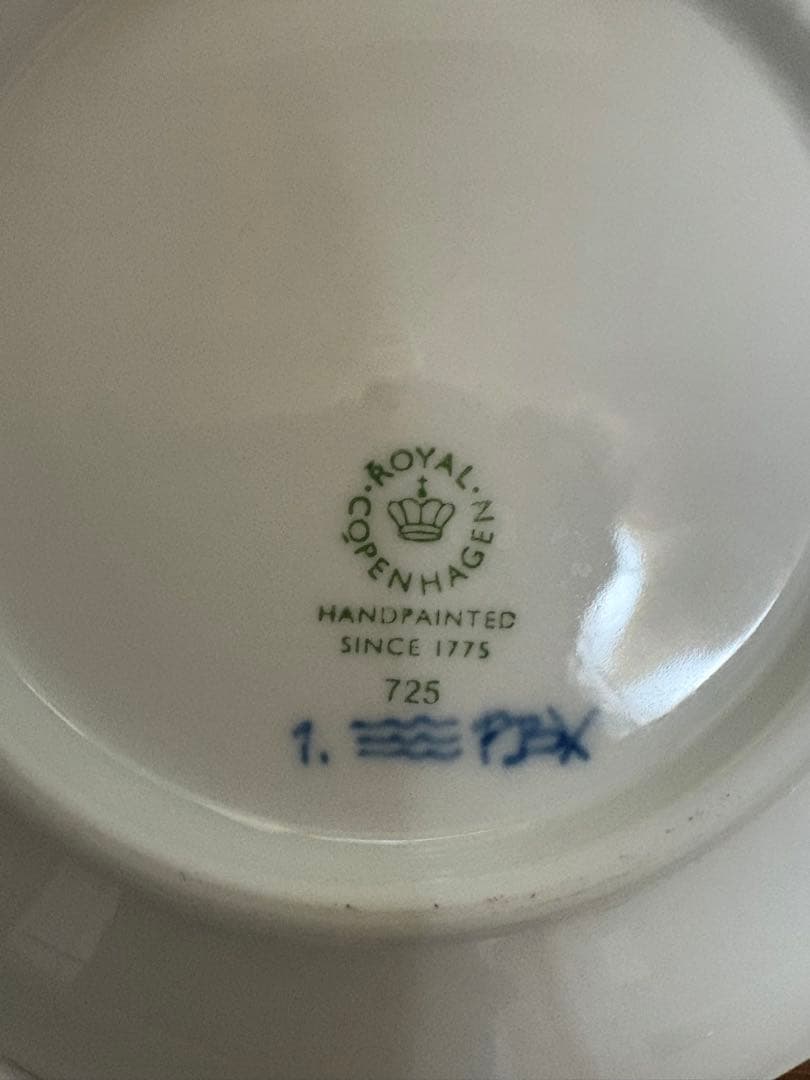 ROYAL · COPENHAGEN ·
HANDPAINTED
SINCE 1775
725
1.